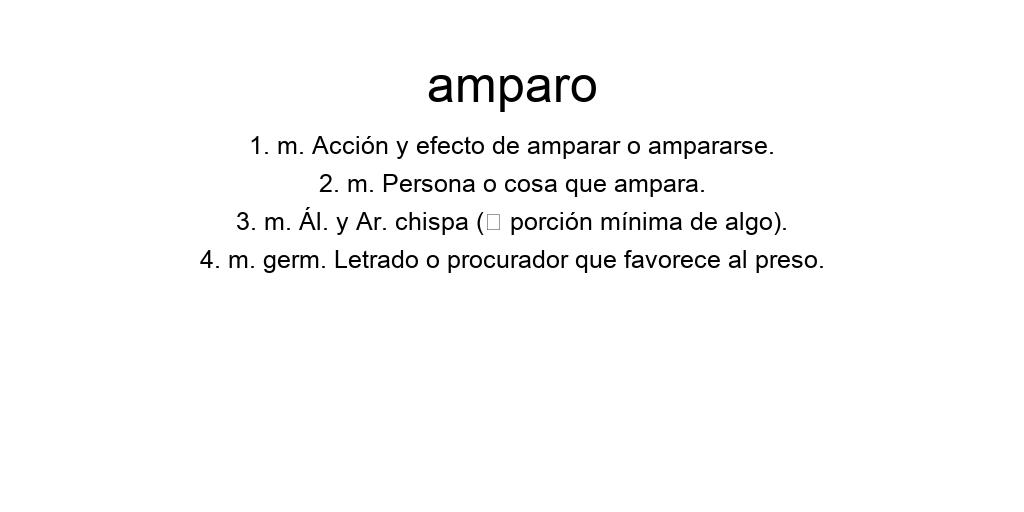 amparo
1. m. Acción y efecto de amparar o ampararse.
2. m. Persona o cosa que ampara.
3. m. Ál. y Ar. chispa (□ porción mínima de algo).
4. m. germ. Letrado o procurador que favorece al preso.